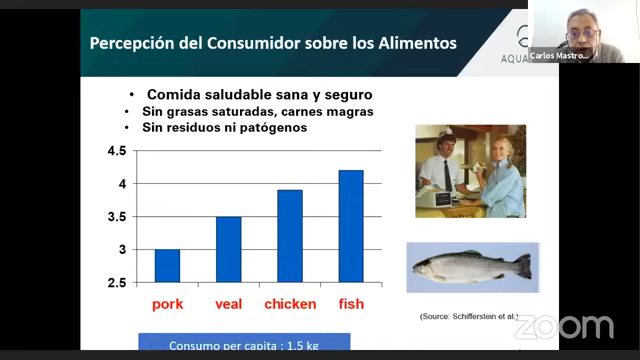 Percepción del Consumidor sobre los Alimentos
AQUA
Carlos Mastro...
• Comida saludable sana y seguro
• Sin grasas saturadas, carnes magras
• Sin residuos ni patógenos
4.5
4
3.5
3
2.5
pork veal chicken fish
(Source: Schifferstein et al.)
Consumo per capita : 1.5 kg
zoom